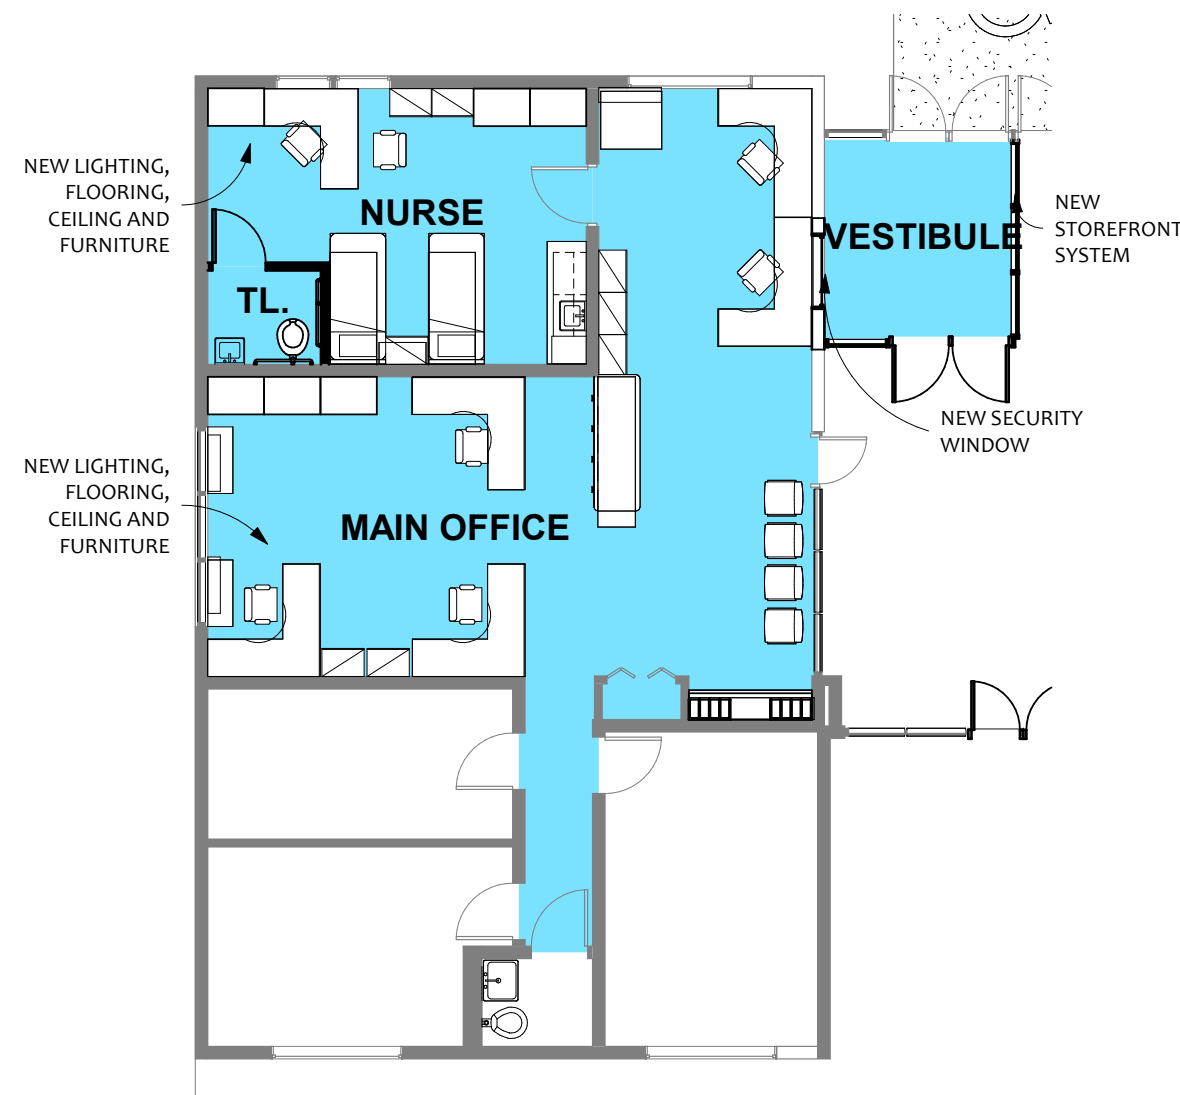 NEW LIGHTING,
FLOORING,
CEILING AND
FURNITURE
NURSE
TL.
VESTIBULE
NEW
STOREFRONT
SYSTEM
NEW SECURITY
WINDOW
NEW LIGHTING,
FLOORING,
CEILING AND
FURNITURE
MAIN OFFICE